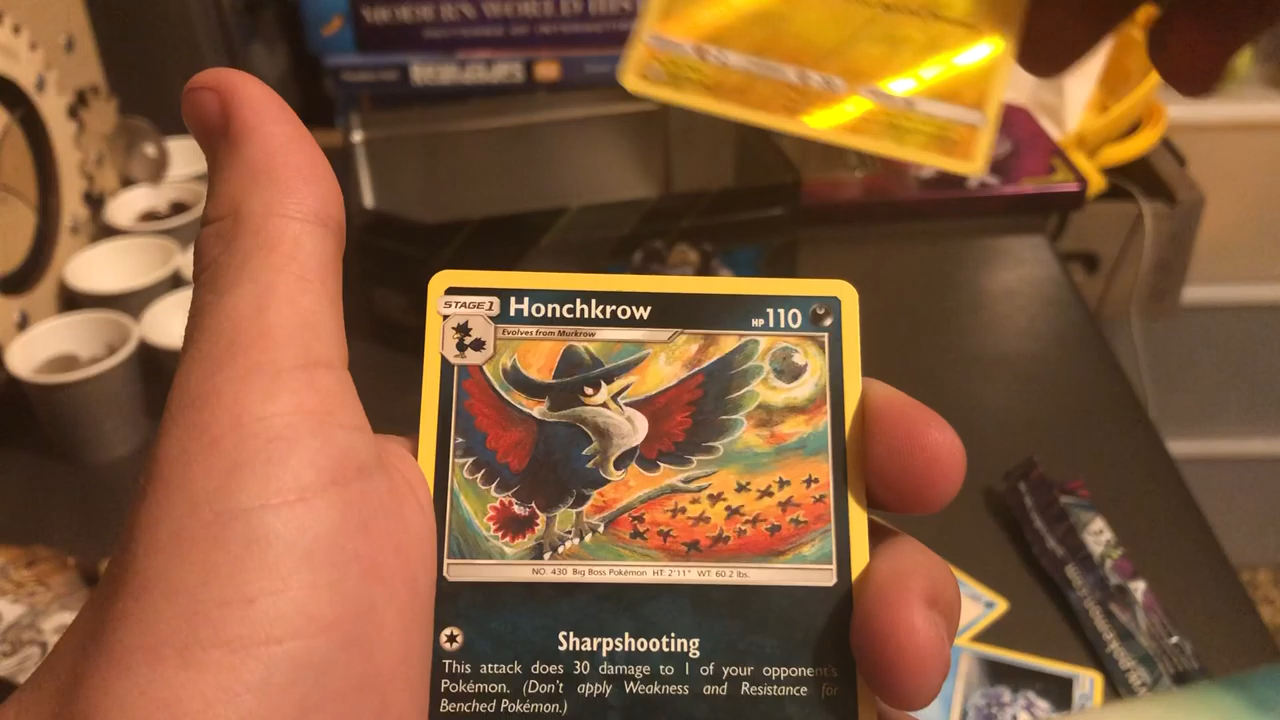 MODERN WORLD HIS
STAGE 1
Honchkrow
HP 110
Evolves from Murkrow
NO. 430 Big Boss Pokémon HT: 2'11" WT: 60.2 lbs.
Sharpshooting
This attack does 30 damage to 1 of your opponent's
Pokémon. (Don't apply Weakness and Resistance for
Benched Pokémon.)